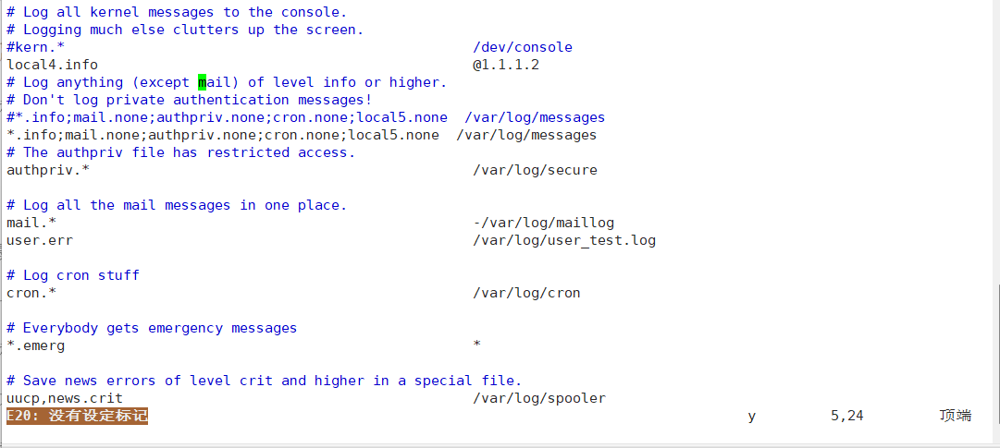 # Log all kernel messages to the console.
# Logging much else clutters up the screen.
#kern.* /dev/console
local4.info @1.1.1.2
# Log anything (except mail) of level info or higher.
# Don't log private authentication messages!
#*.info;mail.none;authpriv.none;cron.none;local5.none /var/log/messages
*.info;mail.none;authpriv.none;cron.none;local5.none /var/log/messages
# The authpriv file has restricted access.
authpriv.* /var/log/secure
# Log all the mail messages in one place.
mail.* -/var/log/maillog
user.err /var/log/user_test.log
# Log cron stuff
cron.* /var/log/cron
# Everybody gets emergency messages
*.emerg *
# Save news errors of level crit and higher in a special file.
uucp,news.crit /var/log/spooler
E20: 没有设定标记 y 5,24 顶端